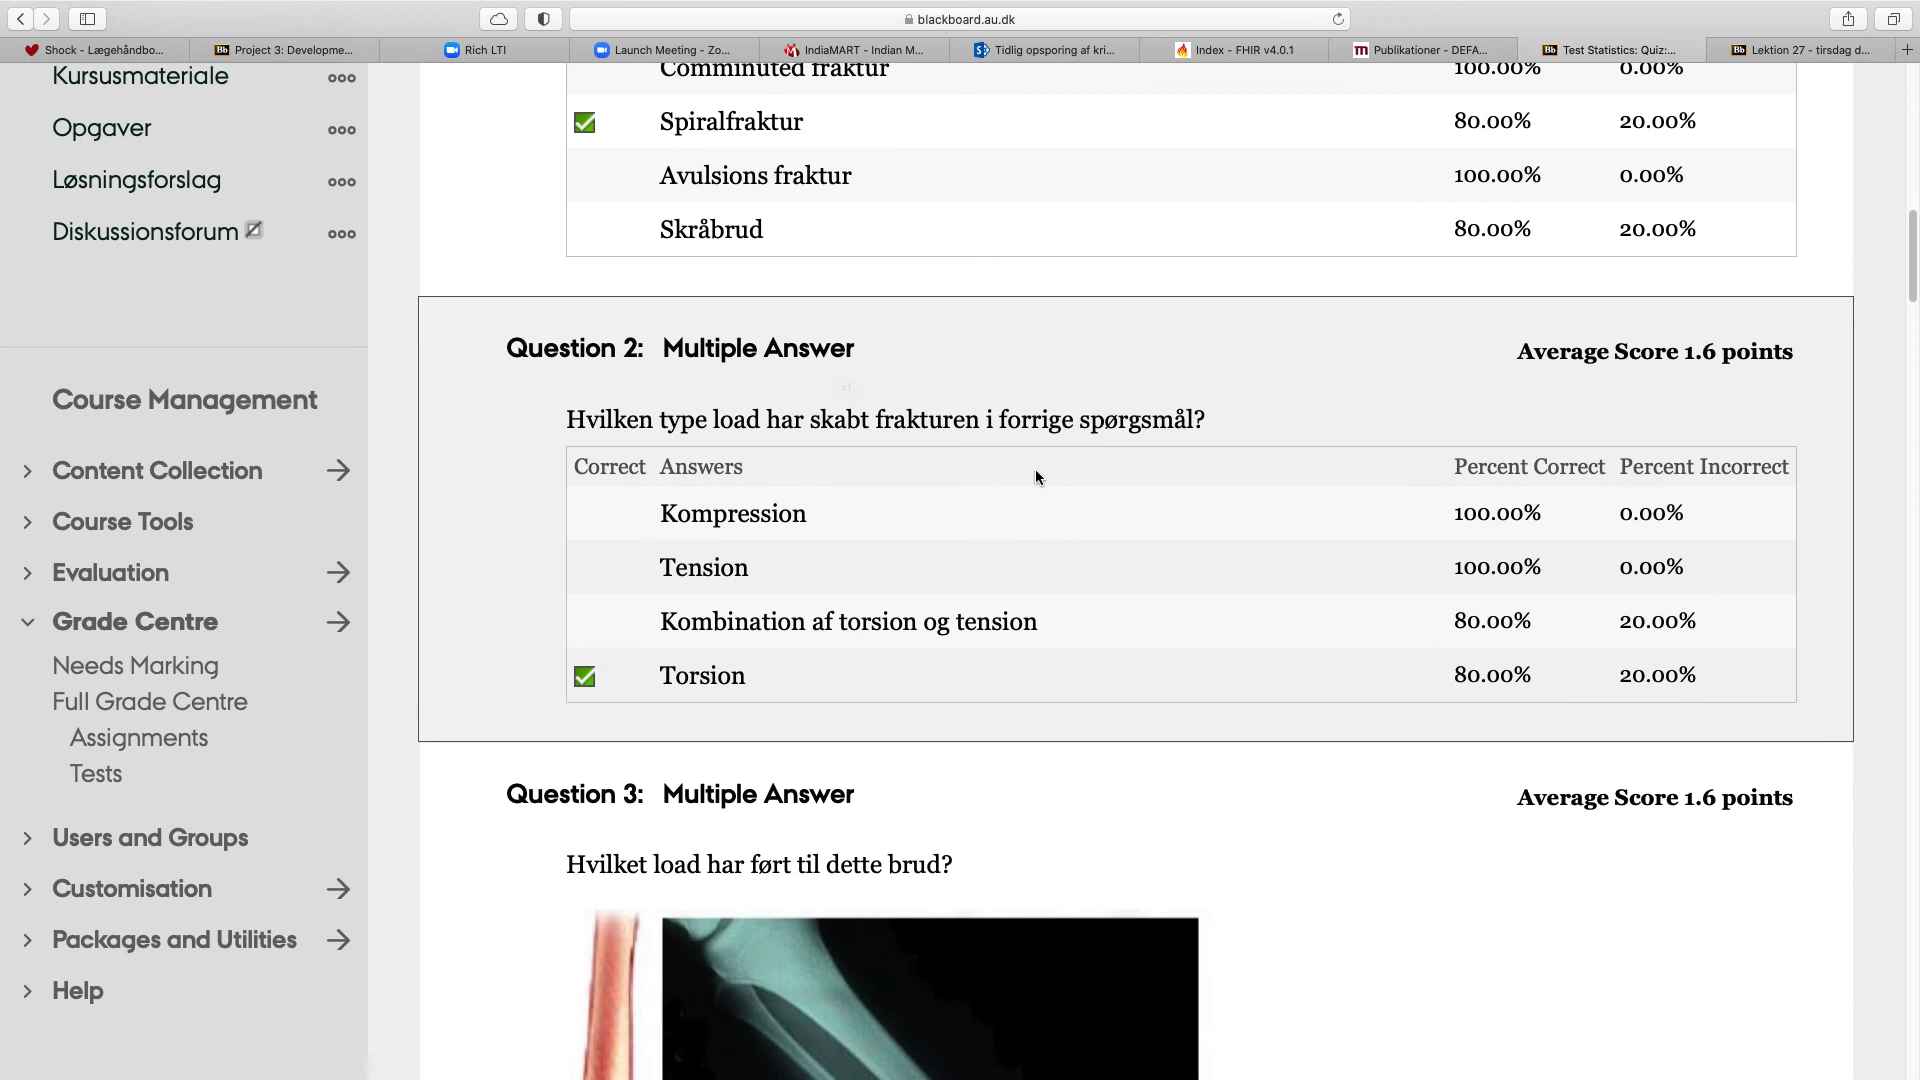 blackboard.au.dk
Shock - Lægehåndbo...
Project 3: Developme...
Rich LTI
Launch Meeting - Zo...
IndiaMART - Indian M...
Tidlig opsporing af kri...
Index - FHIR v4.0.1
Publikationer - DEFA...
Test Statistics: Quiz:...
Lektion 27 - tirsdag d...
Kursusmateriale
Opgaver
Løsningsforslag
Diskussionsforum
Course Management
Content Collection
Course Tools
Evaluation
Grade Centre
Needs Marking
Full Grade Centre
Assignments
Tests
Users and Groups
Customisation
Packages and Utilities
Help
Comminuted fraktur 100.00% 0.00%
Spiralfraktur 80.00% 20.00%
Avulsions fraktur 100.00% 0.00%
Skråbrud 80.00% 20.00%
Question 2: Multiple Answer Average Score 1.6 points
s1
Hvilken type load har skabt frakturen i forrige spørgsmål?
Correct Answers Percent Correct Percent Incorrect
Kompression 100.00% 0.00%
Tension 100.00% 0.00%
Kombination af torsion og tension 80.00% 20.00%
Torsion 80.00% 20.00%
Question 3: Multiple Answer Average Score 1.6 points
Hvilket load har ført til dette brud?